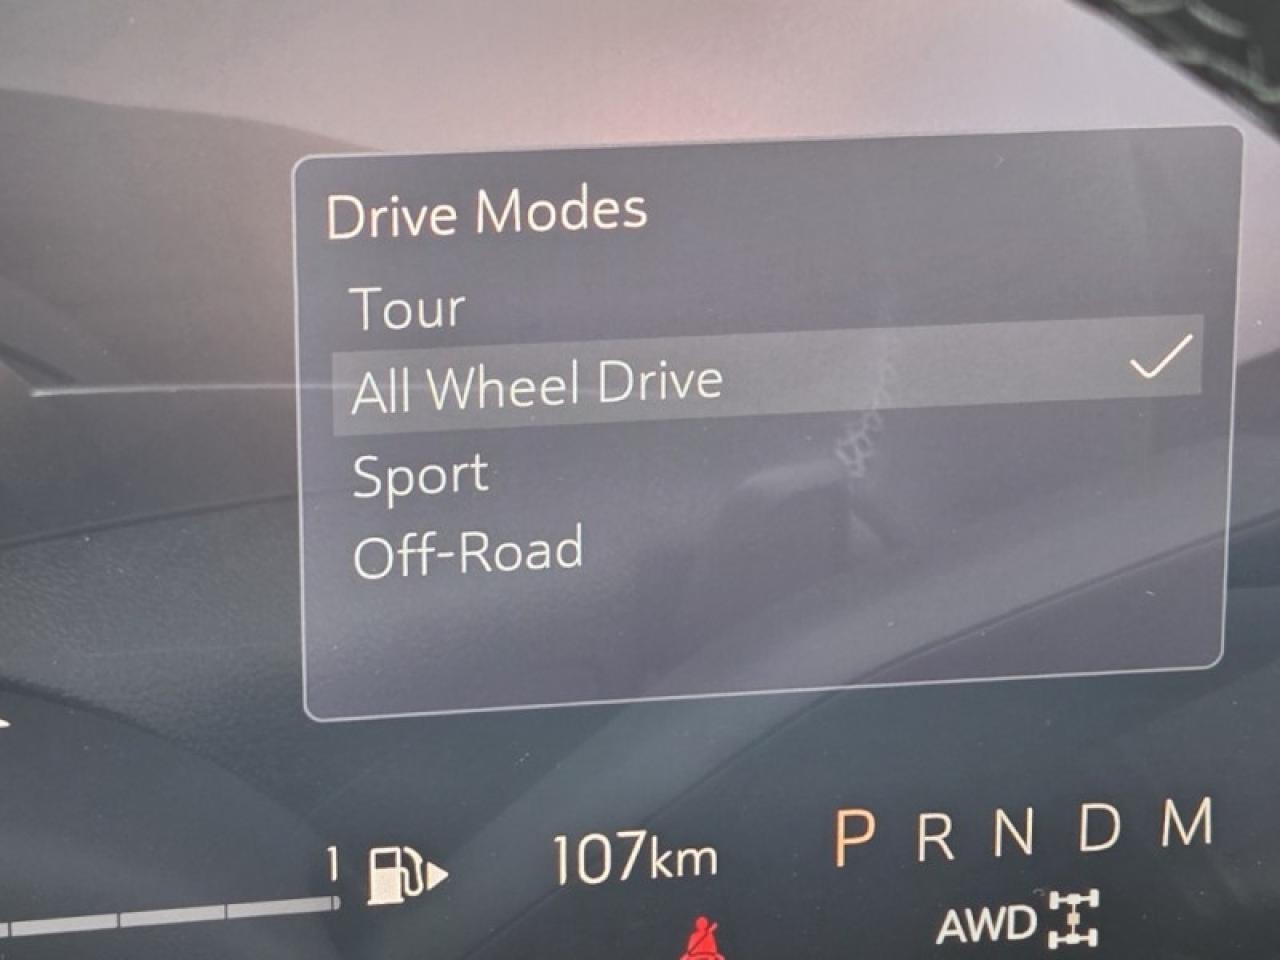 Drive Modes
Tour
All Wheel Drive
Sport
Off-Road
1
107km
P R N D M
AWD